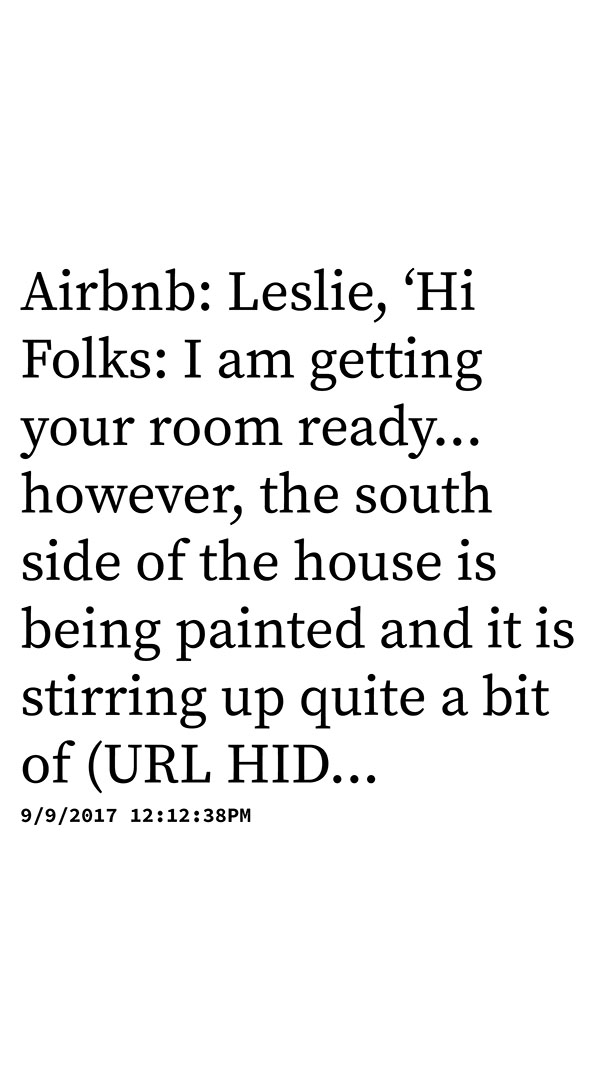 Airbnb: Leslie, ‘Hi
Folks: I am getting
your room ready…
however, the south
side of the house is
being painted and it is
stirring up quite a bit
of (URL HID…
9/9/2017 12:12:38PM